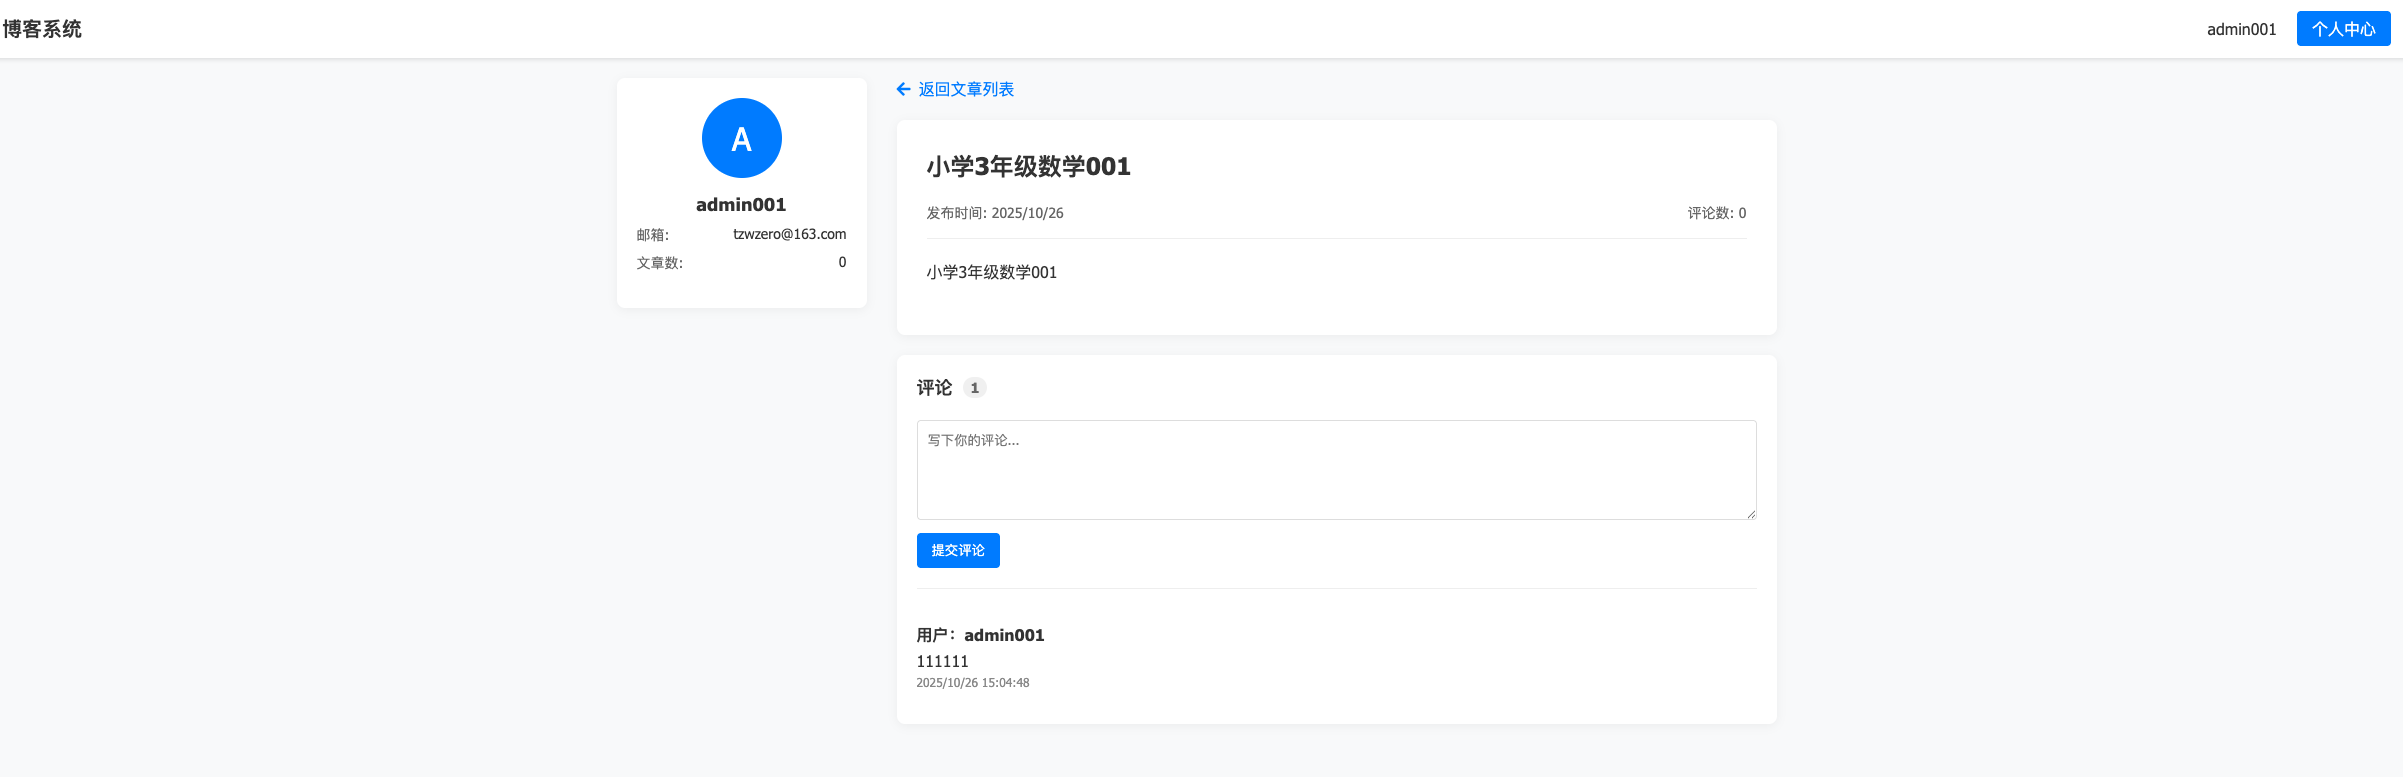 博客系统
admin001
个人中心
A
admin001
邮箱:
tzwzero@163.com
文章数:
0
返回文章列表
小学3年级数学001
发布时间: 2025/10/26
评论数: 0
小学3年级数学001
评论 1
写下你的评论...
提交评论
用户：admin001
111111
2025/10/26 15:04:48